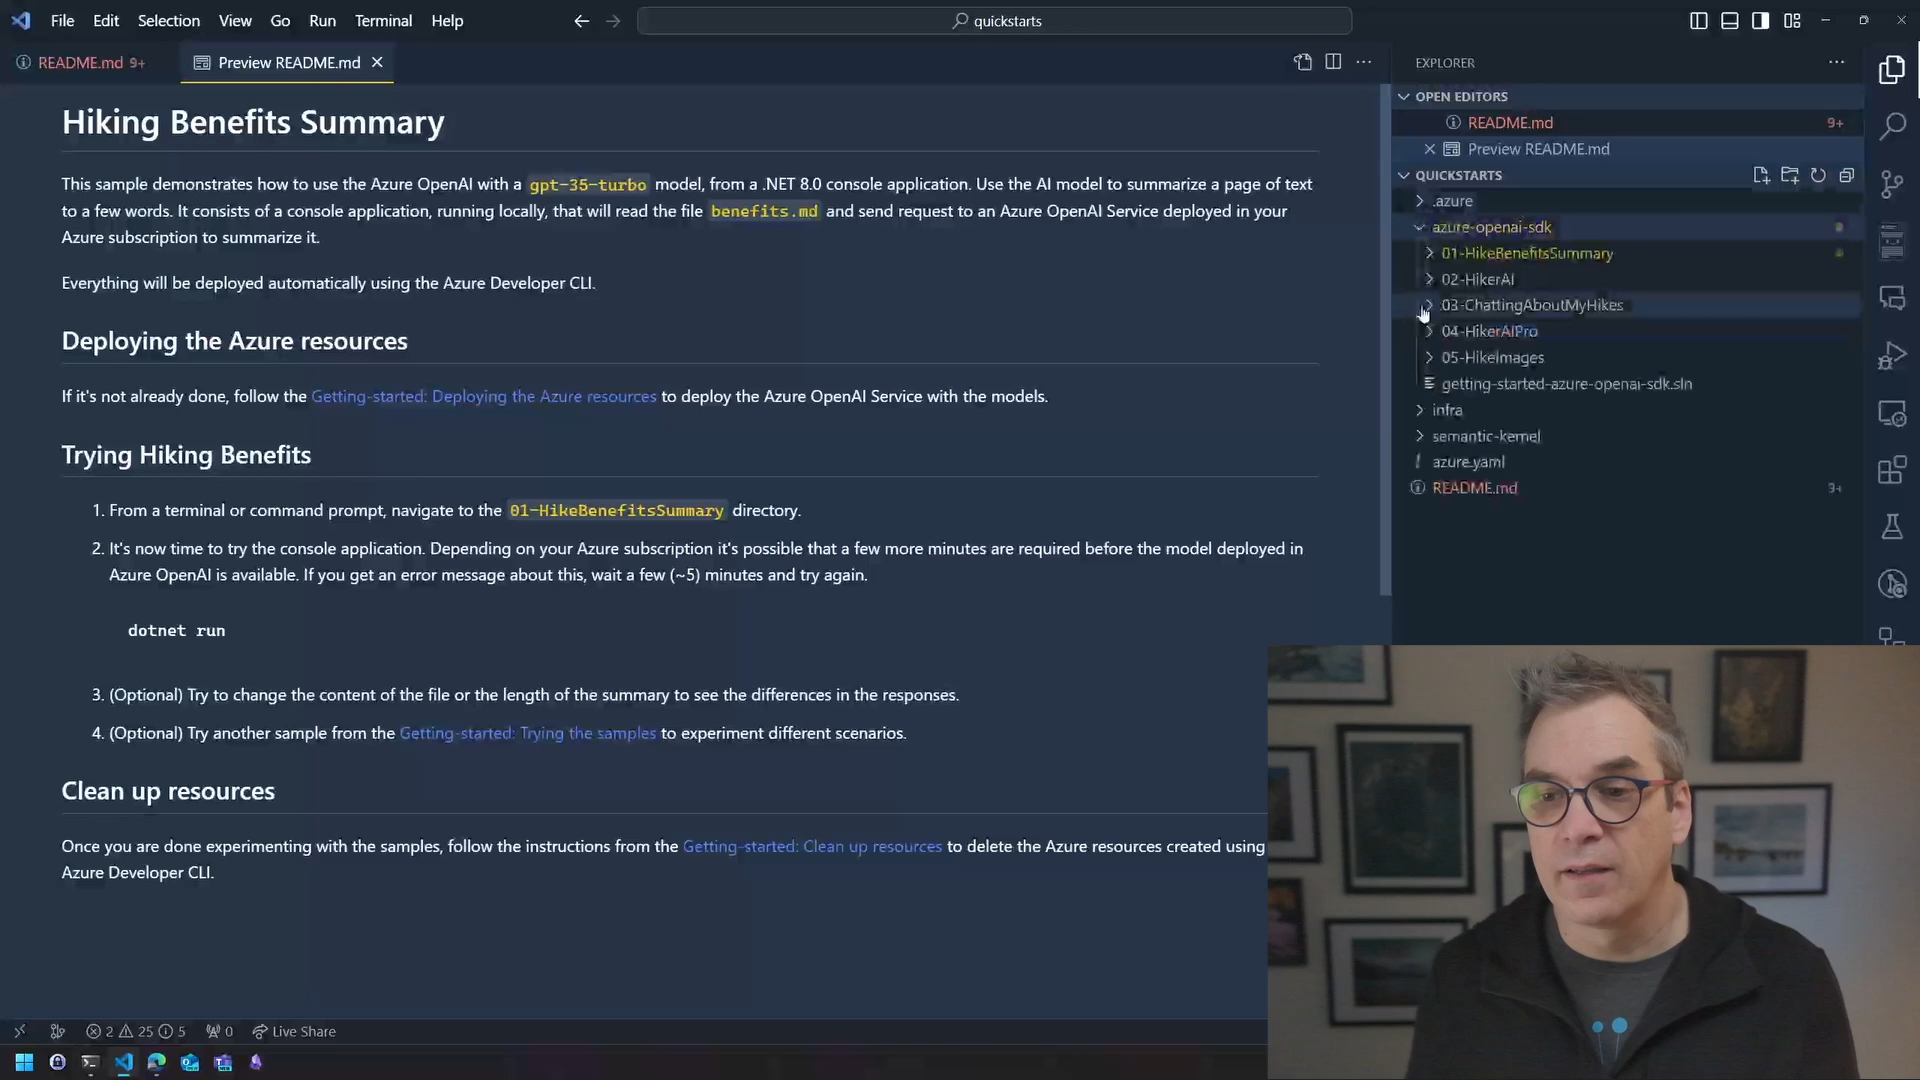 File Edit Selection View Go Run Terminal Help
quickstarts
README.md 9+
Preview README.md
Hiking Benefits Summary
This sample demonstrates how to use the Azure OpenAI with a gpt-35-turbo model, from a .NET 8.0 console application. Use the AI model to summarize a page of text
to a few words. It consists of a console application, running locally, that will read the file benefits.md and send request to an Azure OpenAI Service deployed in your
Azure subscription to summarize it.
Everything will be deployed automatically using the Azure Developer CLI.
Deploying the Azure resources
If it's not already done, follow the Getting-started: Deploying the Azure resources to deploy the Azure OpenAI Service with the models.
Trying Hiking Benefits
1. From a terminal or command prompt, navigate to the 01-HikeBenefitsSummary directory.
2. It's now time to try the console application. Depending on your Azure subscription it's possible that a few more minutes are required before the model deployed in
Azure OpenAI is available. If you get an error message about this, wait a few (~5) minutes and try again.
dotnet run
3. (Optional) Try to change the content of the file or the length of the summary to see the differences in the responses.
4. (Optional) Try another sample from the Getting-started: Trying the samples to experiment different scenarios.
Clean up resources
Once you are done experimenting with the samples, follow the instructions from the Getting-started: Clean up resources to delete the Azure resources created using
Azure Developer CLI.
EXPLORER
OPEN EDITORS
README.md 9+
Preview README.md
QUICKSTARTS
.azure
azure-openai-sdk
01-HikeBenefitsSummary
02-HikerAI
03-ChattingAboutMyHikes
04-HikerAIPro
05-HikeImages
getting-started-azure-openai-sdk.sln
infra
semantic-kernel
azure.yaml
README.md 9+
2 25 5 0 Live Share